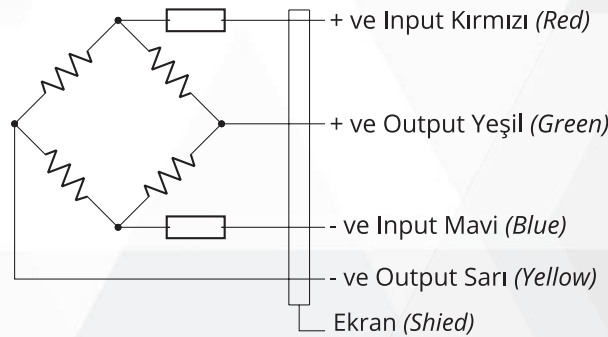 + ve Input Kırmızı (Red)
+ ve Output Yeşil (Green)
- ve Input Mavi (Blue)
- ve Output Sarı (Yellow)
Ekran (Shied)